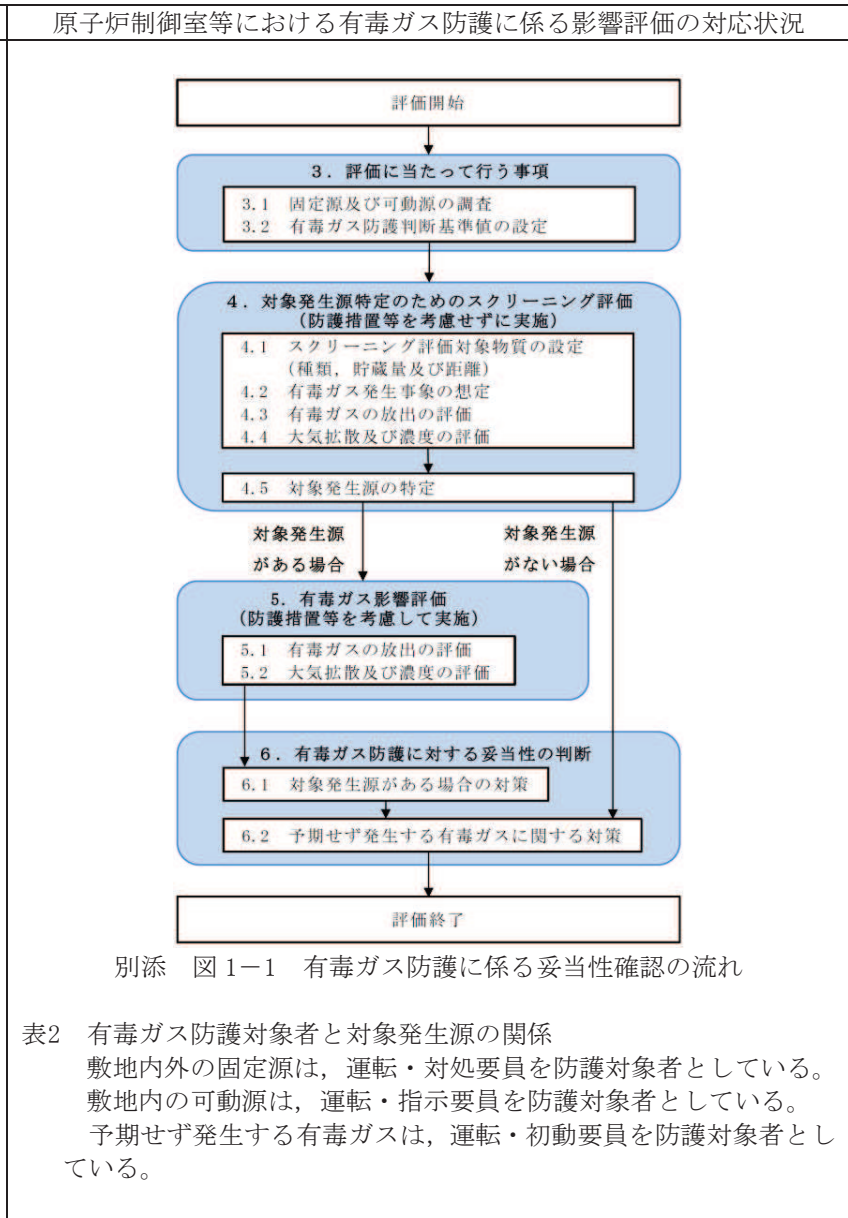 原子炉制御室等における有毒ガス防護に係る影響評価の対応状況
評価開始
3．評価に当たって行う事項
3.1 固定源及び可動源の調査
3.2 有毒ガス防護判断基準値の設定
4．対象発生源特定のためのスクリーニング評価
（防護措置等を考慮せずに実施）
4.1 スクリーニング評価対象物質の設定
（種類，貯蔵量及び距離）
4.2 有毒ガス発生事象の想定
4.3 有毒ガスの放出の評価
4.4 大気拡散及び濃度の評価
4.5 対象発生源の特定
対象発生源
がある場合
対象発生源
がない場合
5．有毒ガス影響評価
（防護措置等を考慮して実施）
5.1 有毒ガスの放出の評価
5.2 大気拡散及び濃度の評価
6．有毒ガス防護に対する妥当性の判断
6.1 対象発生源がある場合の対策
6.2 予期せず発生する有毒ガスに関する対策
評価終了
別添 図1－1 有毒ガス防護に係る妥当性確認の流れ
表2 有毒ガス防護対象者と対象発生源の関係
敷地内外の固定源は，運転・対処要員を防護対象者としている。
敷地内の可動源は，運転・指示要員を防護対象者としている。
予期せず発生する有毒ガスは，運転・初動要員を防護対象者とし
ている。